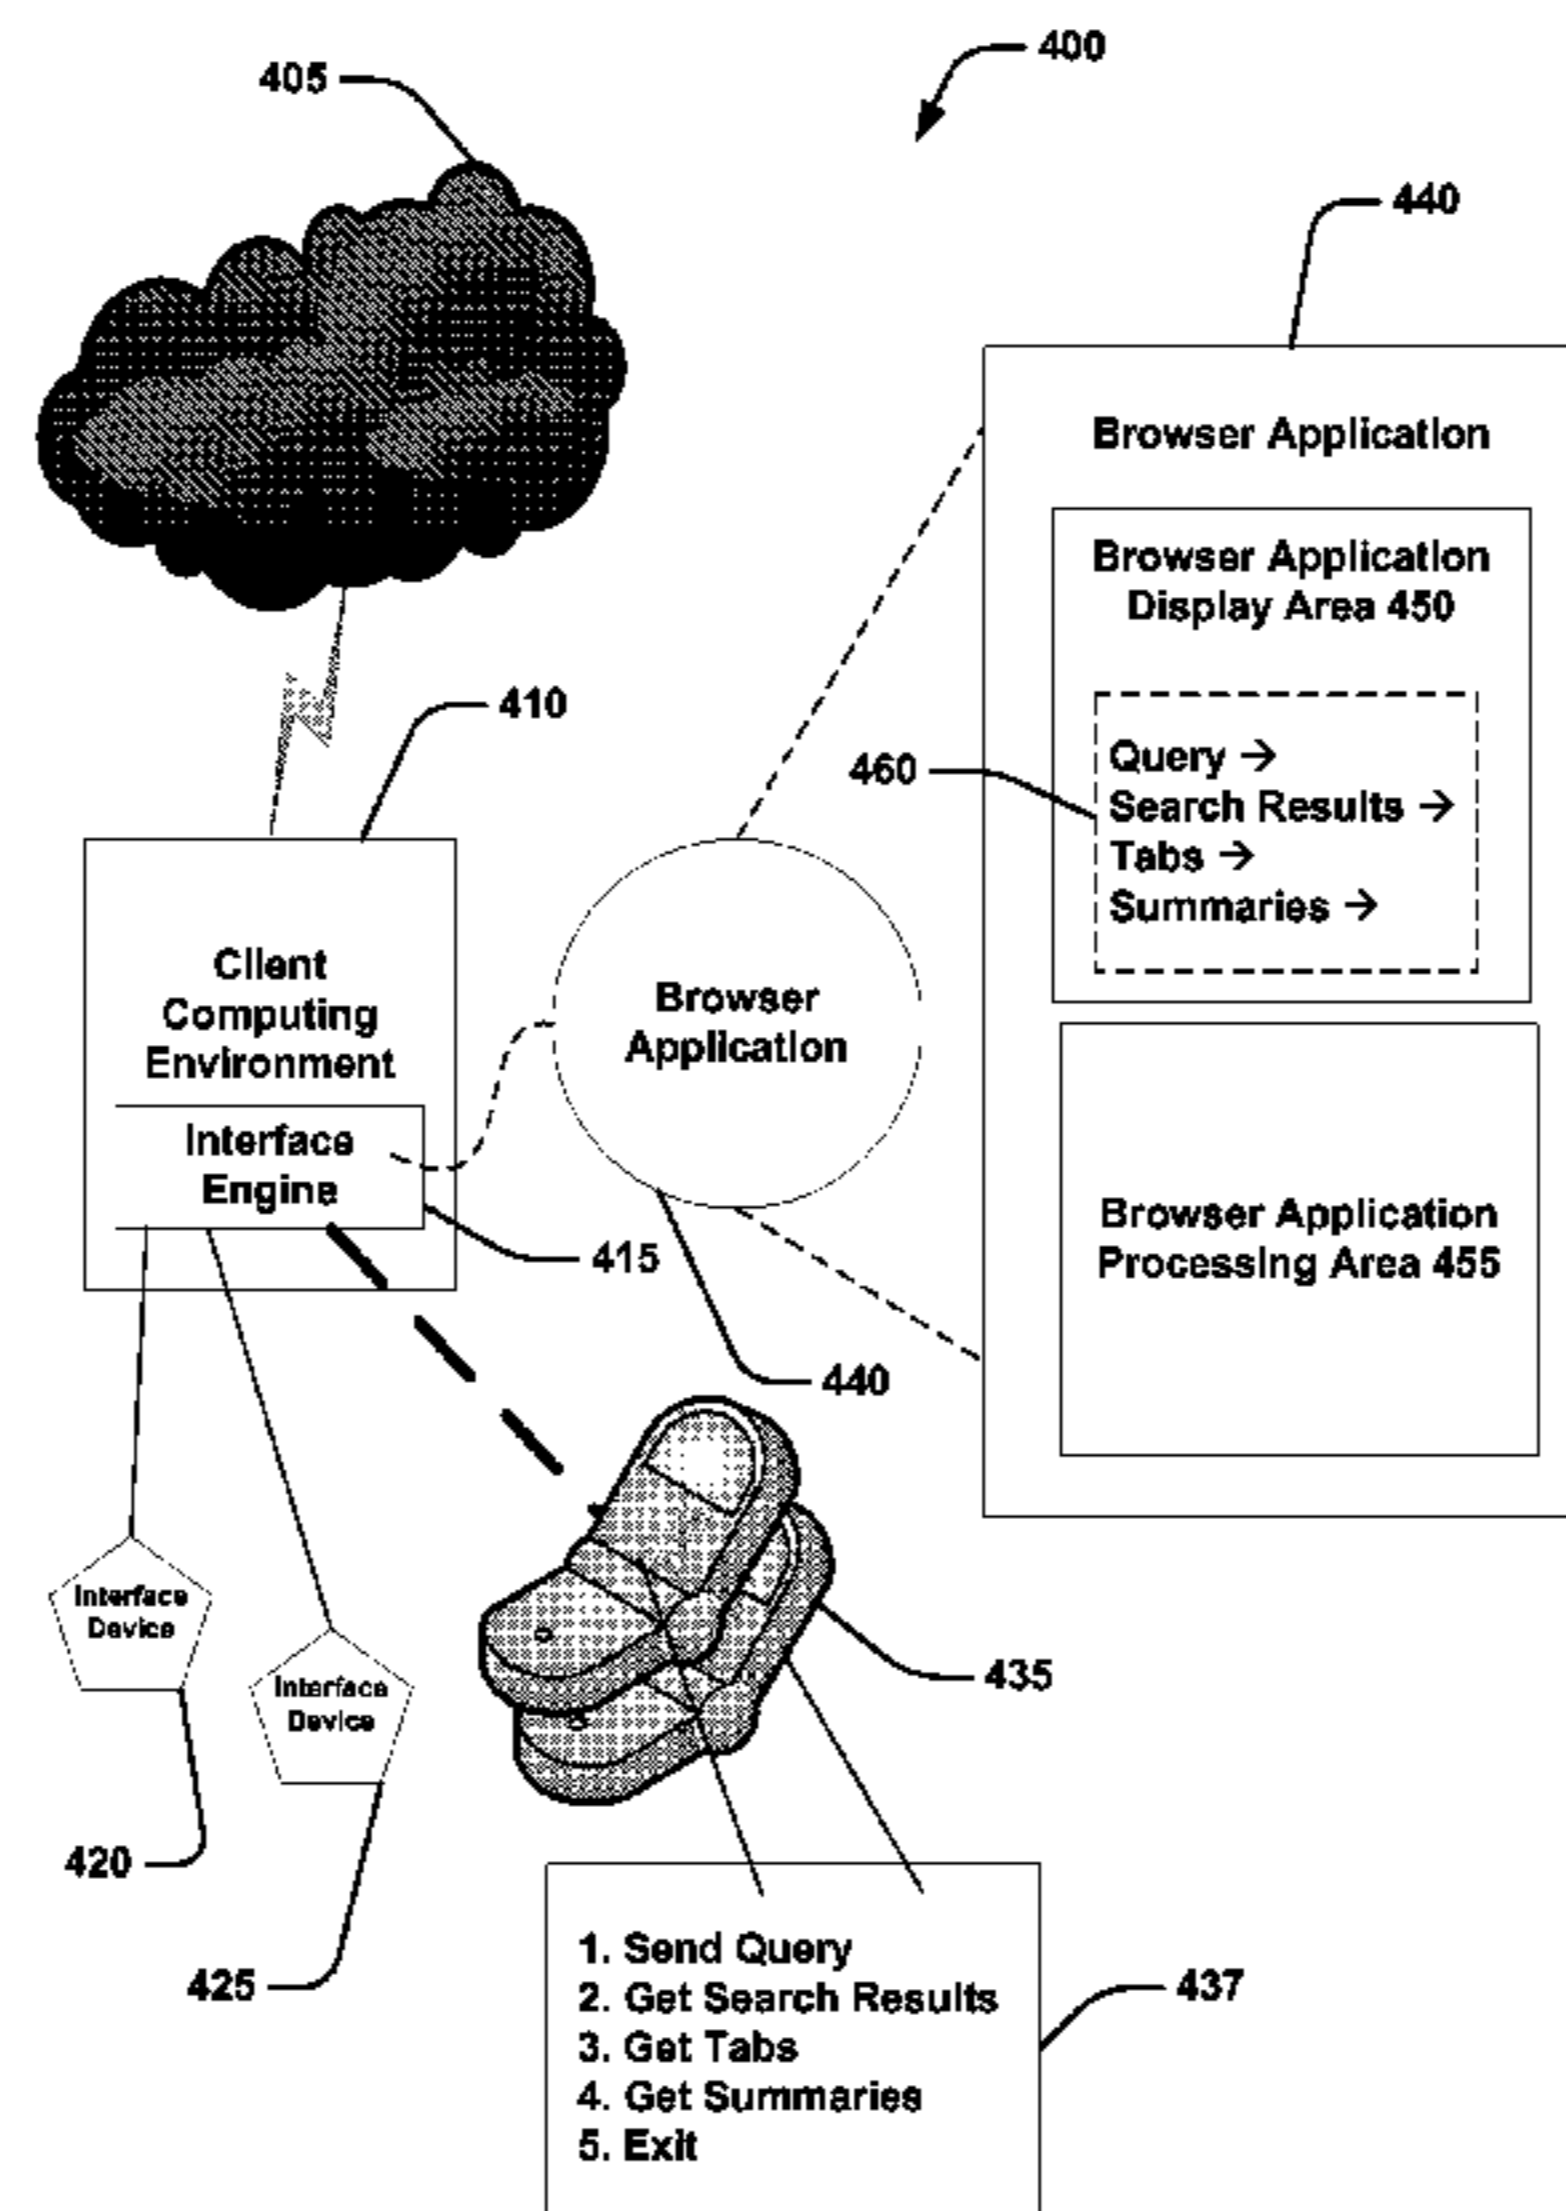 400
405
440
Browser Application
Browser Application
Display Area 450
410
460
Query →
Search Results →
Tabs →
Summaries →
Client
Computing
Environment
Browser
Application
Interface
Engine
415
Browser Application
Processing Area 455
440
Interface
Device
Interface
Device
435
420
425
1. Send Query
2. Get Search Results
3. Get Tabs
4. Get Summaries
5. Exit
437